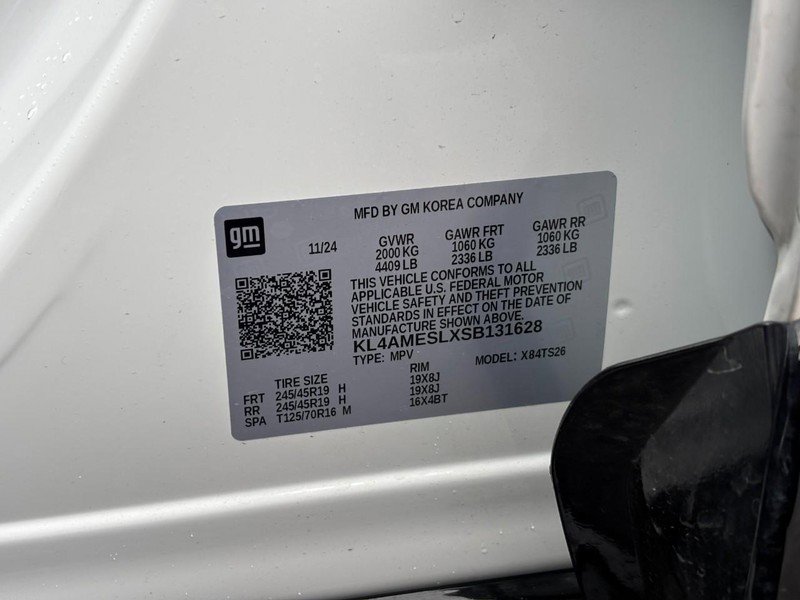 MFD BY GM KOREA COMPANY
gm
11/24
GVWR
2000 KG
4409 LB
GAWR FRT
1060 KG
2336 LB
GAWR RR
1060 KG
2336 LB
THIS VEHICLE CONFORMS TO ALL
APPLICABLE U.S. FEDERAL MOTOR
VEHICLE SAFETY AND THEFT PREVENTION
STANDARDS IN EFFECT ON THE DATE OF
MANUFACTURE SHOWN ABOVE.
KL4AMESLXSB131628
TYPE: MPV MODEL: X84TS26
TIRE SIZE RIM
FRT 245/45R19 H 19X8J
RR 245/45R19 H 19X8J
SPA T125/70R16 M 16X4BT